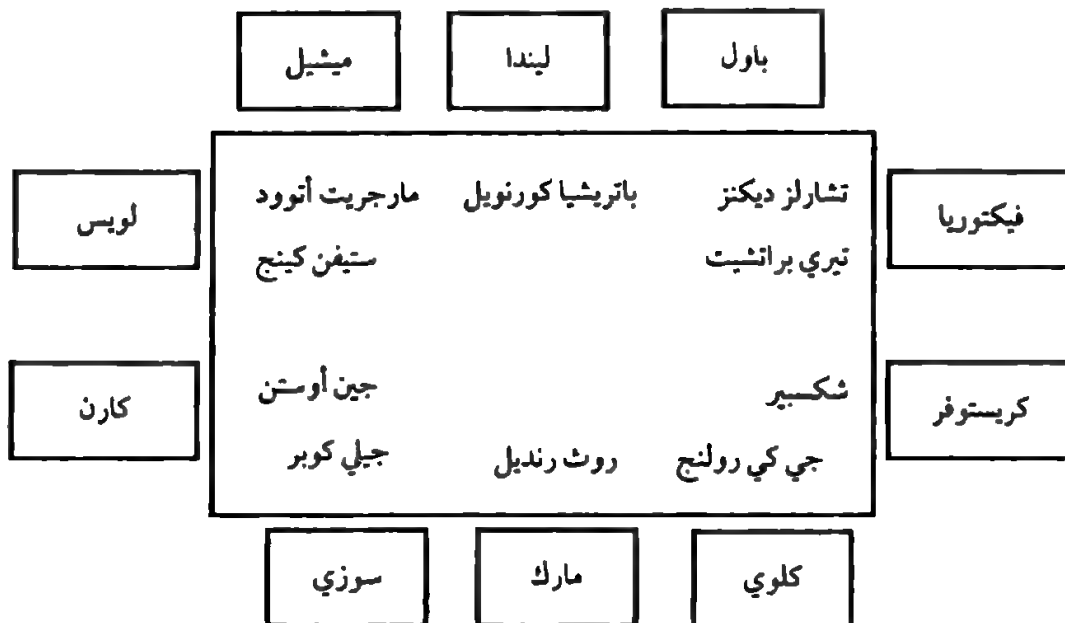 باول ليندا ميشيل
فيكتوريا تشارلز ديكنز باتريشيا كورنويل مارجريت أتوود لويس
تيري براتشيت ستيفن كينج
كريستوفر شكسبير جين أوستن كارن
جي كي رولنج روث رنديل جيلي كوبر
كلوي مارك سوزي